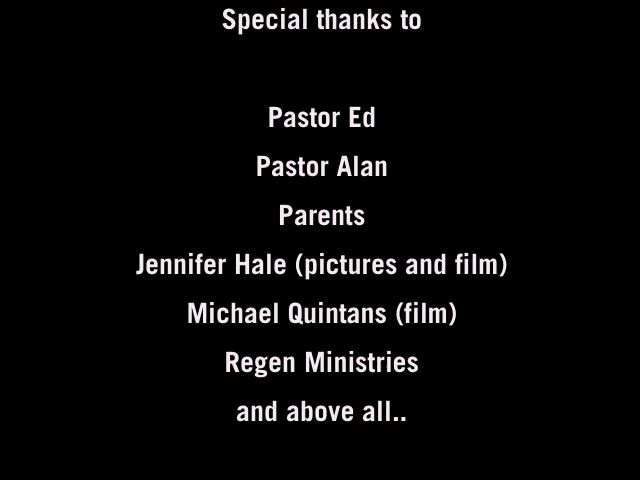 Special thanks to
Pastor Ed
Pastor Alan
Parents
Jennifer Hale (pictures and film)
Michael Quintans (film)
Regen Ministries
and above all..